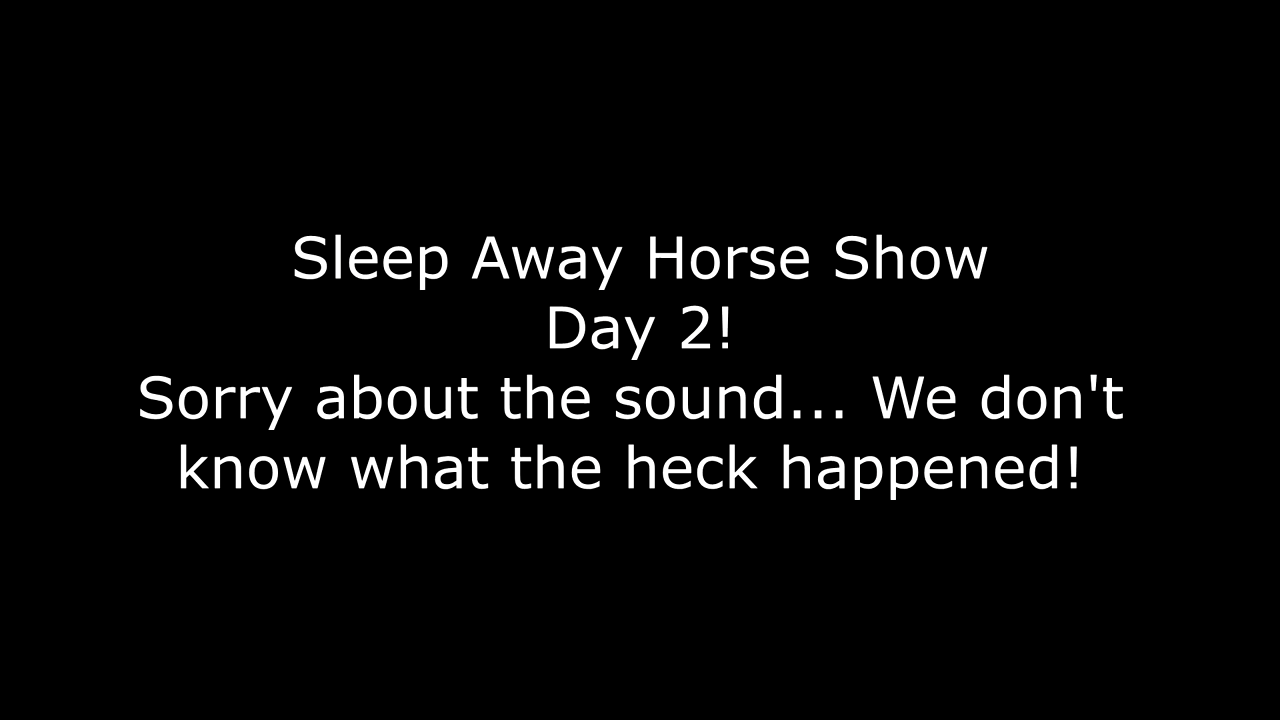 Sleep Away Horse Show
Day 2!
Sorry about the sound... We don't
know what the heck happened!